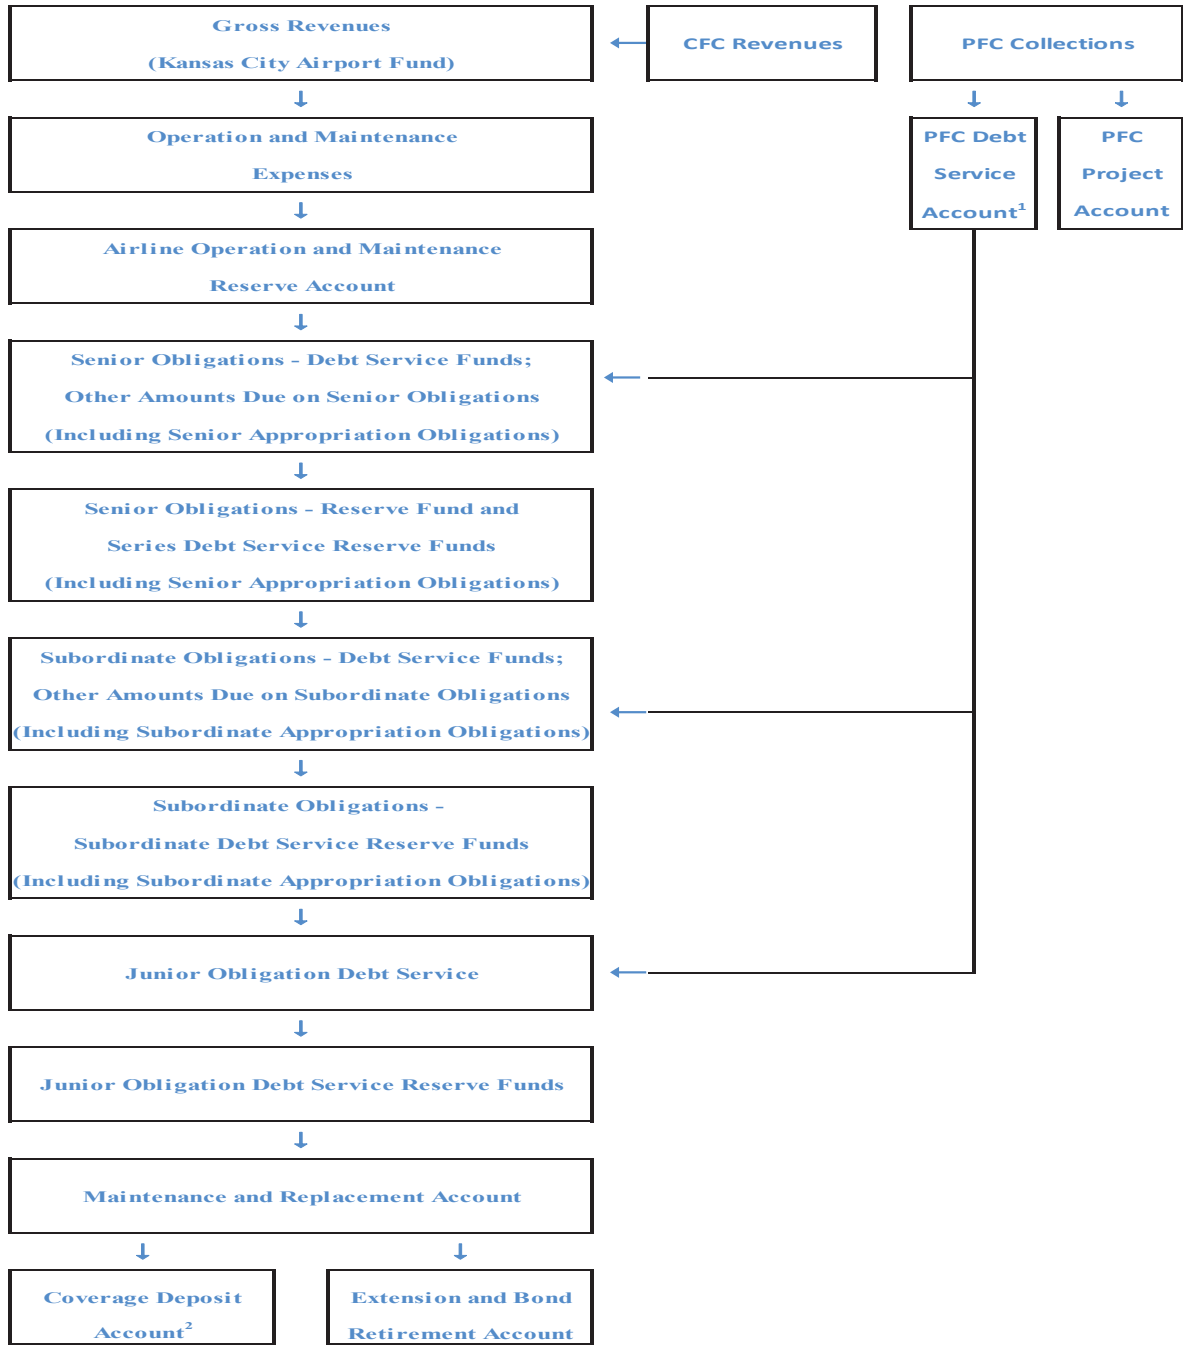 Gross Revenues
(Kansas City Airport Fund)
CFC Revenues
PFC Collections
Operation and Maintenance
Expenses
PFC Debt
Service
Account¹
PFC
Project
Account
Airline Operation and Maintenance
Reserve Account
Senior Obligations - Debt Service Funds;
Other Amounts Due on Senior Obligations
(Including Senior Appropriation Obligations)
Senior Obligations - Reserve Fund and
Series Debt Service Reserve Funds
(Including Senior Appropriation Obligations)
Subordinate Obligations - Debt Service Funds;
Other Amounts Due on Subordinate Obligations
(Including Subordinate Appropriation Obligations)
Subordinate Obligations -
Subordinate Debt Service Reserve Funds
(Including Subordinate Appropriation Obligations)
Junior Obligation Debt Service
Junior Obligation Debt Service Reserve Funds
Maintenance and Replacement Account
Coverage Deposit
Account²
Extension and Bond
Retirement Account